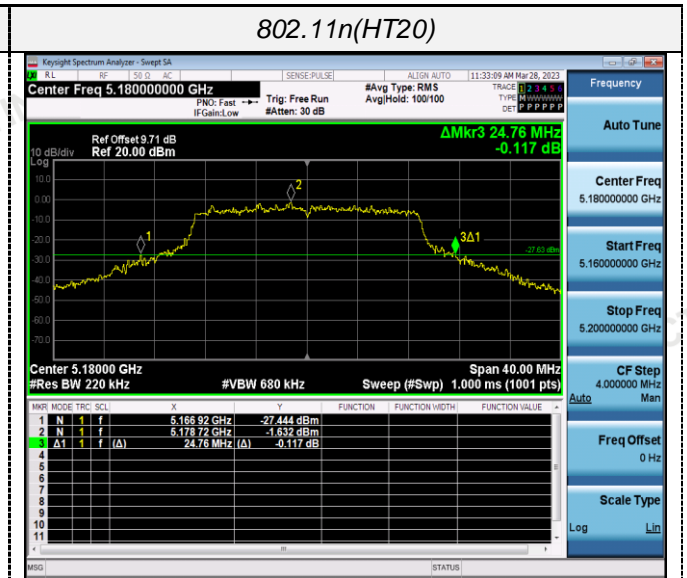 802.11n(HT20)
Keysight Spectrum Analyzer - Swept SA
RL RF 50 Ω AC SENSE:PULSE ALIGN AUTO 11:33:09 AM Mar 28, 2023
Center Freq 5.180000000 GHz
PNO: Fast
IFGain:Low
Trig: Free Run
#Atten: 30 dB
#Avg Type: RMS
Avg|Hold: 100/100
TRACE 1 2 3 4 5 6
TYPE M W W W W W
DET P P P P P P
Ref Offset 9.71 dB
Ref 20.00 dBm
10 dB/div
Log
ΔMkr3 24.76 MHz
-0.117 dB
10.0
0.00
-10.0
-20.0
-30.0
-60.0
-70.0
1
2
3Δ1
-27.63 dBm
Center 5.18000 GHz Span 40.00 MHz
#Res BW 220 kHz #VBW 680 kHz Sweep (#Swp) 1.000 ms (1001 pts)
MKR MODE TRC SCL X Y FUNCTION FUNCTION WIDTH FUNCTION VALUE
1 N 1 f 5.166 92 GHz -27.444 dBm
2 N 1 f 5.178 72 GHz -1.632 dBm
3 Δ1 1 f (Δ) 24.76 MHz (Δ) -0.117 dB
4
5
6
7
8
9
10
11
MSG STATUS
Frequency
Auto Tune
Center Freq
5.180000000 GHz
Start Freq
5.160000000 GHz
Stop Freq
5.200000000 GHz
CF Step
4.000000 MHz
Auto Man
Freq Offset
0 Hz
Scale Type
Log Lin